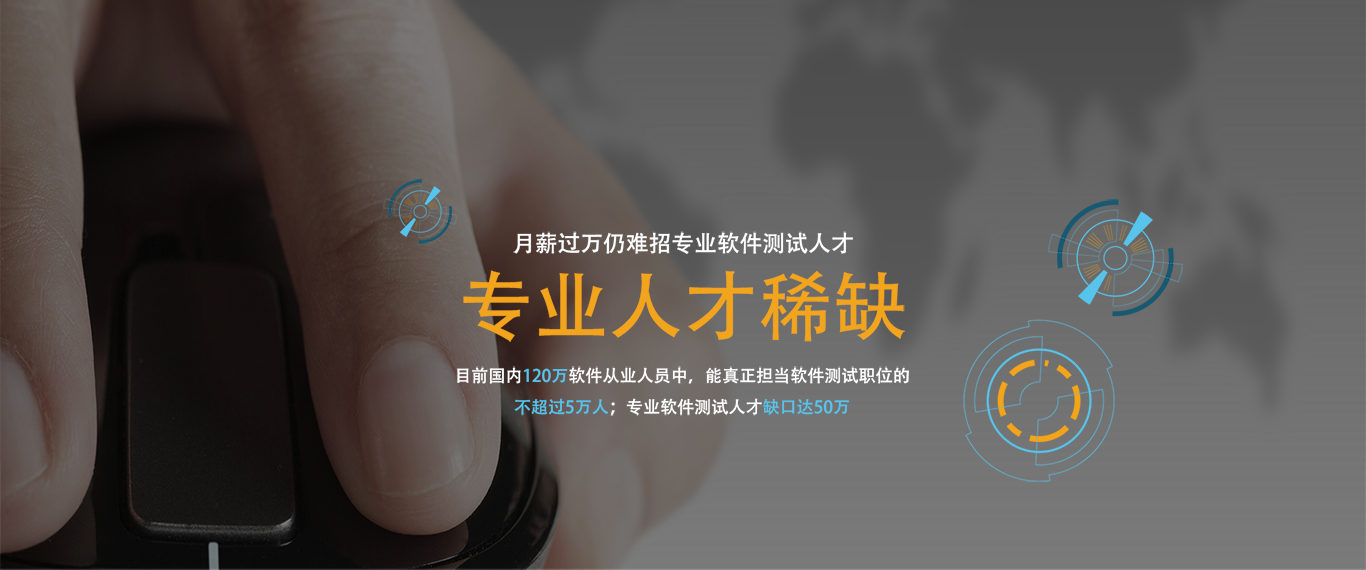 月薪过万仍难招专业软件测试人才
专业人才稀缺
目前国内120万软件从业人员中，能真正担当软件测试职位的
不超过5万人；专业软件测试人才缺口达50万